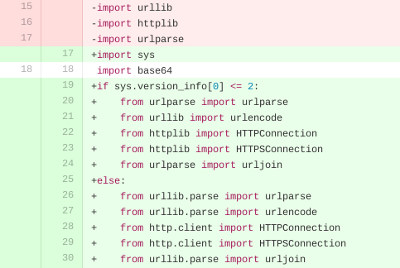 15 -import urllib
16 -import httplib
17 -import urlparse
17 +import sys
18 18 import base64
19 +if sys.version_info[0] <= 2:
20 +    from urlparse import urlparse
21 +    from urllib import urlencode
22 +    from httplib import HTTPConnection
23 +    from httplib import HTTPSConnection
24 +    from urlparse import urljoin
25 +else:
26 +    from urllib.parse import urlparse
27 +    from urllib.parse import urlencode
28 +    from http.client import HTTPConnection
29 +    from http.client import HTTPSConnection
30 +    from urllib.parse import urljoin